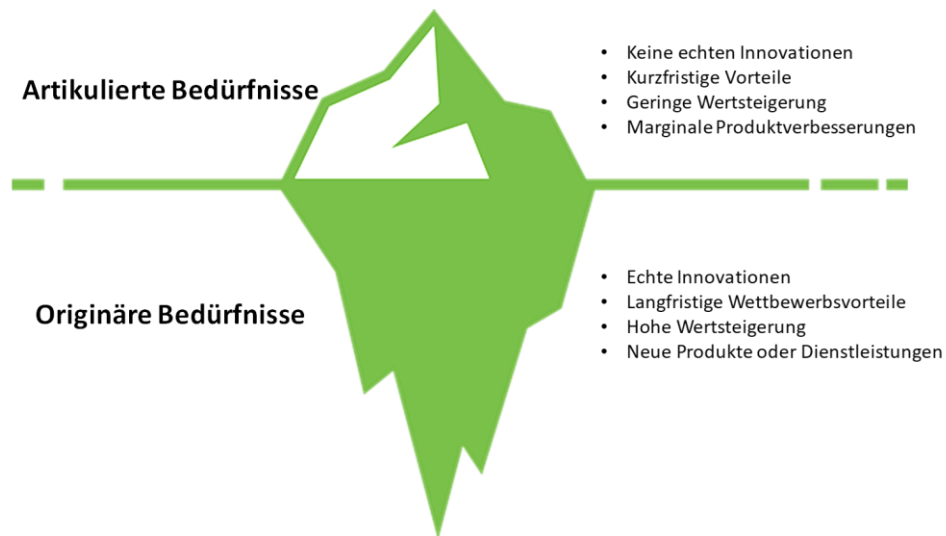 Artikulierte Bedürfnisse
• Keine echten Innovationen
• Kurzfristige Vorteile
• Geringe Wertsteigerung
• Marginale Produktverbesserungen
Originäre Bedürfnisse
• Echte Innovationen
• Langfristige Wettbewerbsvorteile
• Hohe Wertsteigerung
• Neue Produkte oder Dienstleistungen